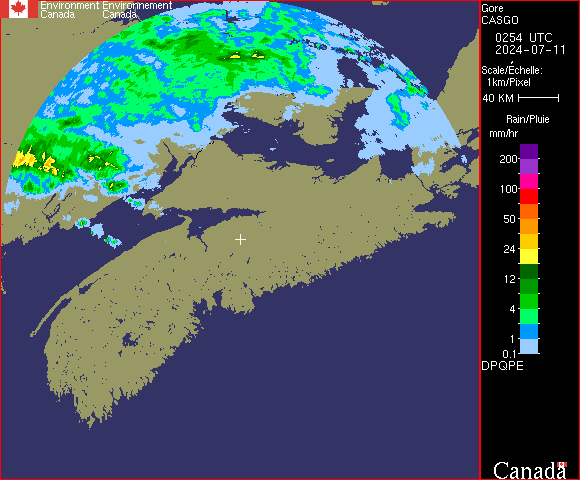 Environment Environnement
Canada Canada
Gore
CASGO
0254 UTC
2024-07-11
Scale/Échelle:
1km/Pixel
40 KM
Rain/Pluie
mm/hr
200
100
50
24
12
4
1
0.1
DPQPE
Canada